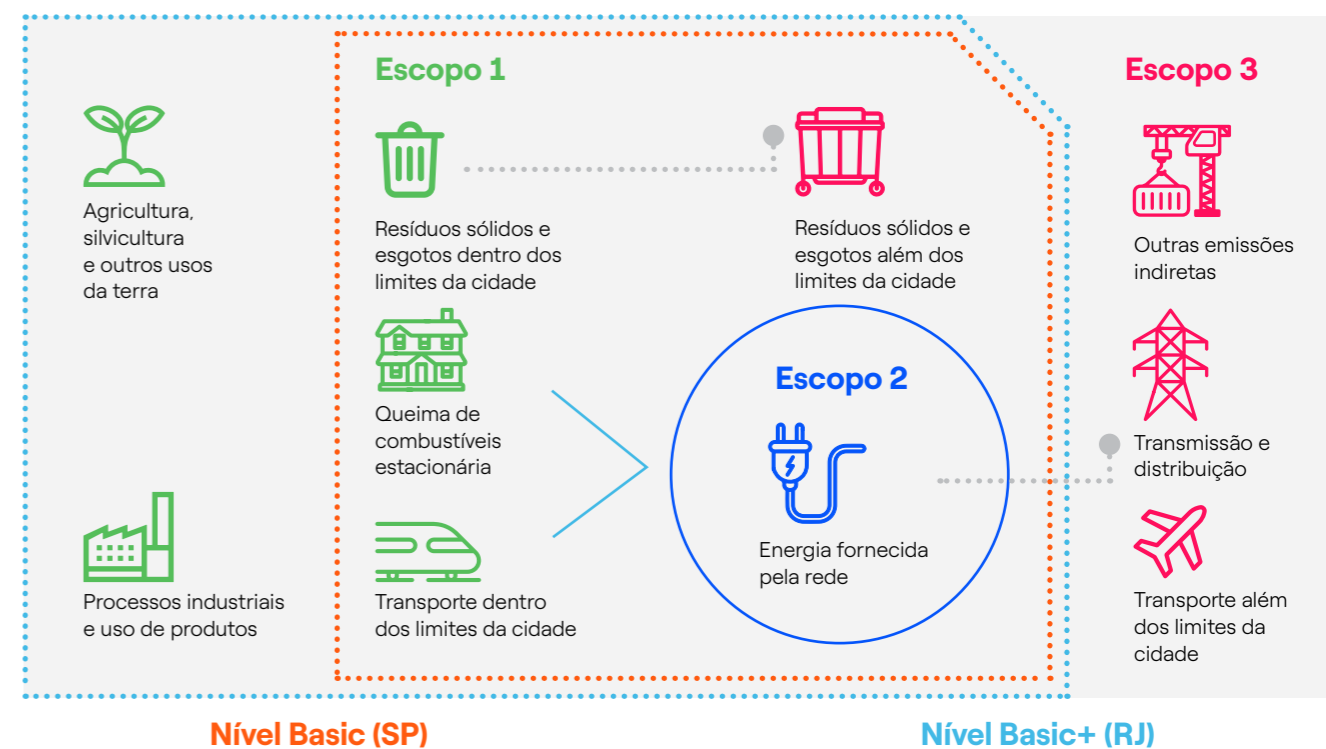 Escopo 1
Escopo 3
Agricultura,
silvicultura
e outros usos
da terra
Resíduos sólidos e
esgotos dentro dos
limites da cidade
Resíduos sólidos e
esgotos além dos
limites da cidade
Outras emissões
indiretas
Queima de
combustíveis
estacionária
Escopo 2
Energia fornecida
pela rede
Transmissão e
distribuição
Processos industriais
e uso de produtos
Transporte dentro
dos limites da cidade
Transporte além
dos limites da
cidade
Nível Basic (SP)
Nível Basic+ (RJ)